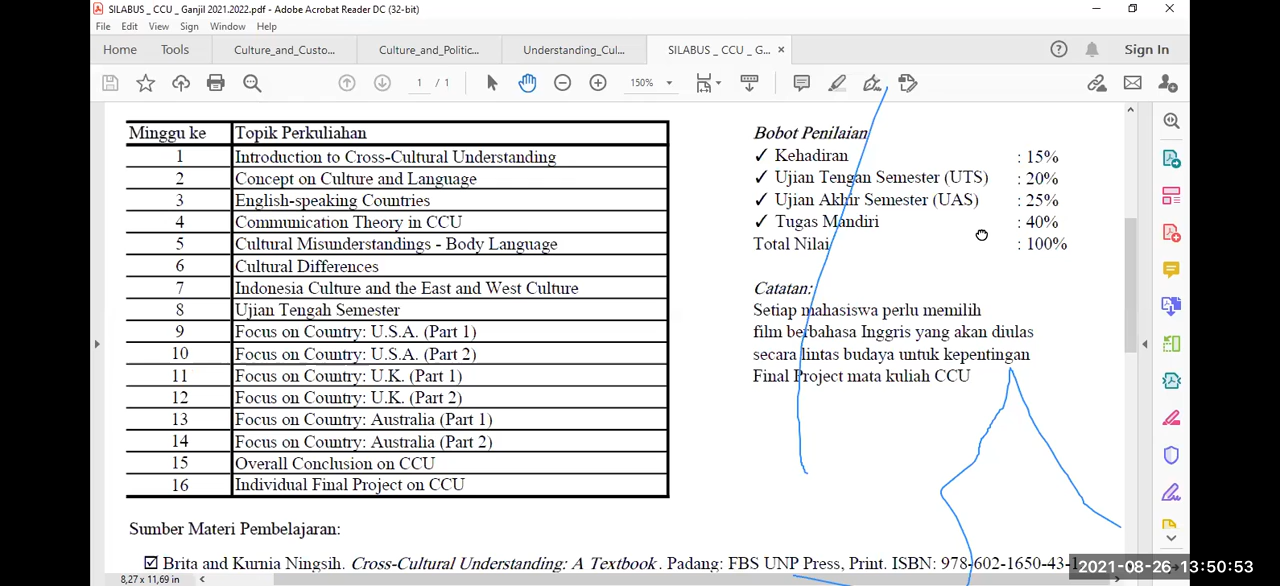 SILABUS _ CCU _ Ganjil 2021.2022.pdf - Adobe Acrobat Reader DC (32-bit)
File Edit View Sign Window Help
Home Tools Culture_and_Custo... Culture_and_Politic... Understanding_Cul... SILABUS _ CCU _ G... × Sign In
1 / 1 150%
Minggu ke Topik Perkuliahan
1 Introduction to Cross-Cultural Understanding
2 Concept on Culture and Language
3 English-speaking Countries
4 Communication Theory in CCU
5 Cultural Misunderstandings - Body Language
6 Cultural Differences
7 Indonesia Culture and the East and West Culture
8 Ujian Tengah Semester
9 Focus on Country: U.S.A. (Part 1)
10 Focus on Country: U.S.A. (Part 2)
11 Focus on Country: U.K. (Part 1)
12 Focus on Country: U.K. (Part 2)
13 Focus on Country: Australia (Part 1)
14 Focus on Country: Australia (Part 2)
15 Overall Conclusion on CCU
16 Individual Final Project on CCU
Bobot Penilaian
✓ Kehadiran : 15%
✓ Ujian Tengah Semester (UTS) : 20%
✓ Ujian Akhir Semester (UAS) : 25%
✓ Tugas Mandiri : 40%
Total Nilai : 100%
Catatan:
Setiap mahasiswa perlu memilih
film berbahasa Inggris yang akan diulas
secara lintas budaya untuk kepentingan
Final Project mata kuliah CCU
Sumber Materi Pembelajaran:
Brita and Kurnia Ningsih. Cross-Cultural Understanding: A Textbook. Padang: FBS UNP Press, Print. ISBN: 978-602-1650-43-1
8,27 x 11,69 in
2021-08-26 13:50:53